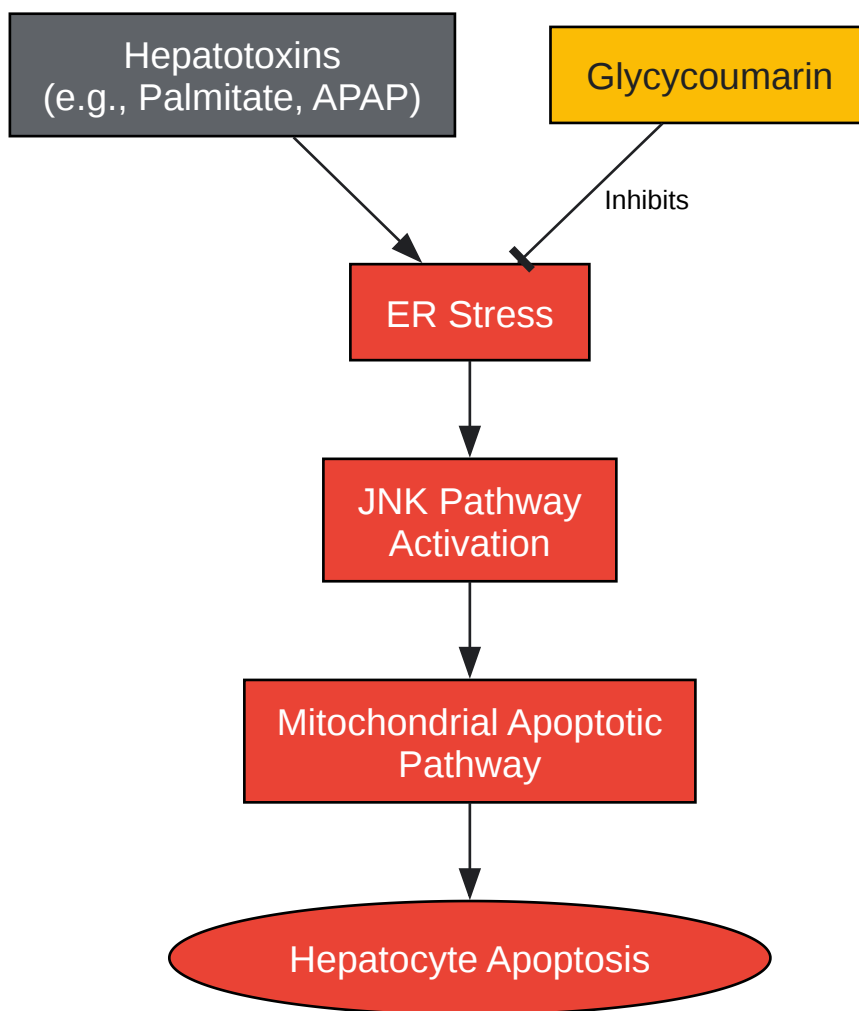 Hepatotoxins
(e.g., Palmitate, APAP)
Glycycoumarin
Inhibits
ER Stress
JNK Pathway
Activation
Mitochondrial Apoptotic
Pathway
Hepatocyte Apoptosis